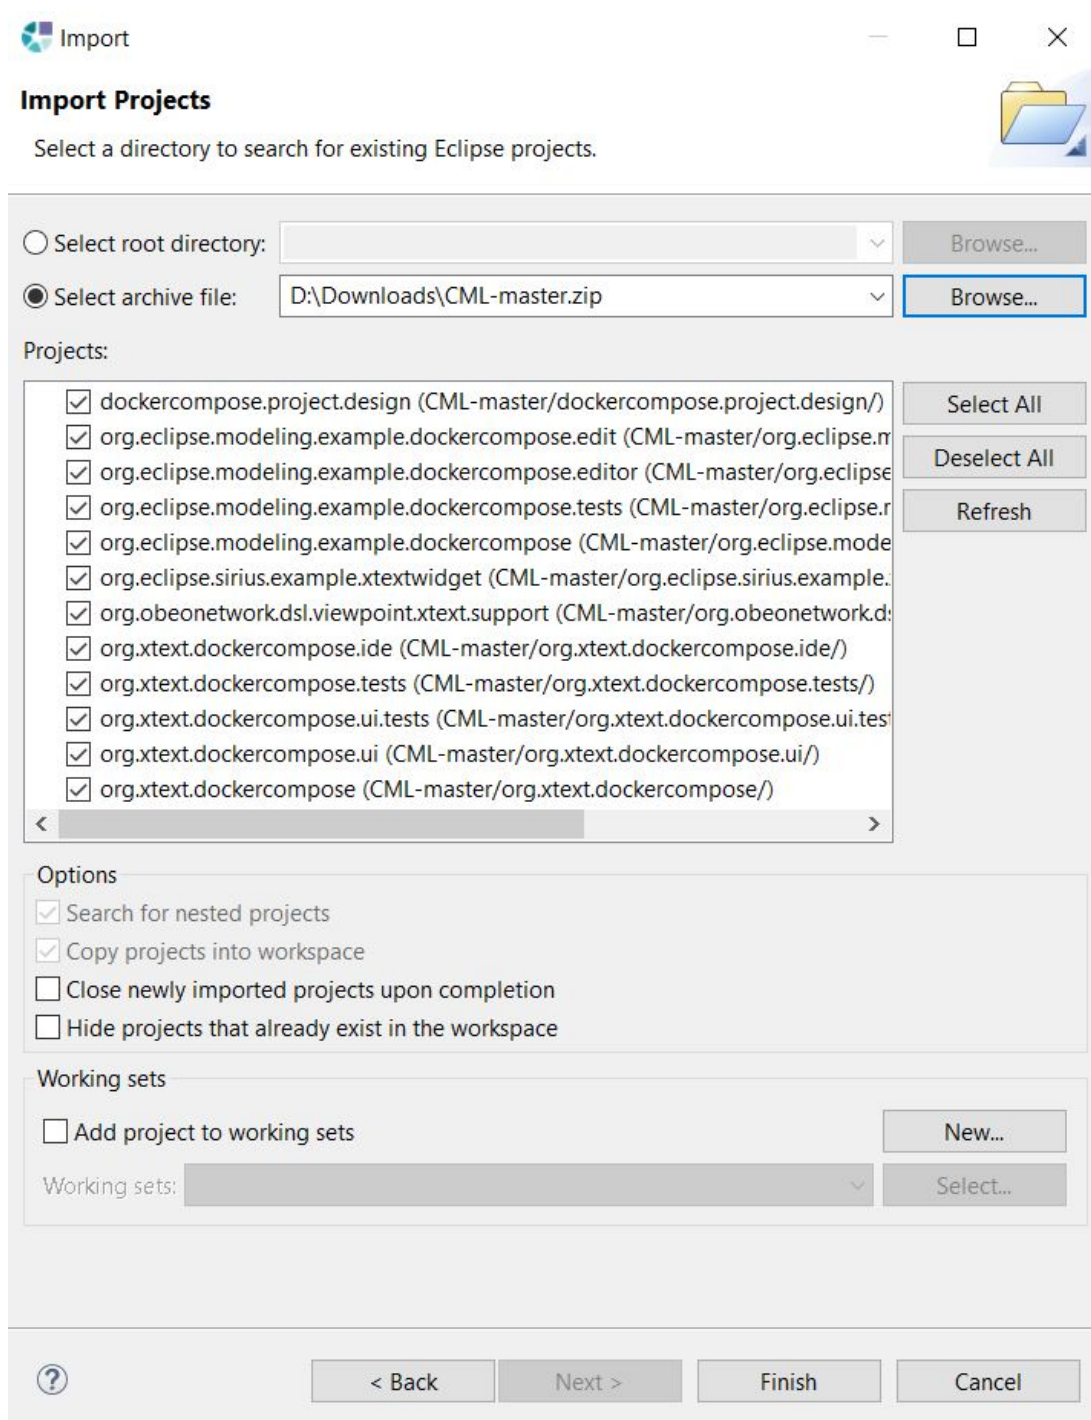 Import
Import Projects
Select a directory to search for existing Eclipse projects.
Select root directory: Browse...
Select archive file: D:\Downloads\CML-master.zip Browse...
Projects:
dockercompose.project.design (CML-master/dockercompose.project.design/) Select All
org.eclipse.modeling.example.dockercompose.edit (CML-master/org.eclipse.m
org.eclipse.modeling.example.dockercompose.editor (CML-master/org.eclipse Deselect All
org.eclipse.modeling.example.dockercompose.tests (CML-master/org.eclipse.r Refresh
org.eclipse.modeling.example.dockercompose (CML-master/org.eclipse.mode
org.eclipse.sirius.example.xtextwidget (CML-master/org.eclipse.sirius.example.
org.obeonetwork.dsl.viewpoint.xtext.support (CML-master/org.obeonetwork.ds
org.xtext.dockercompose.ide (CML-master/org.xtext.dockercompose.ide/)
org.xtext.dockercompose.tests (CML-master/org.xtext.dockercompose.tests/)
org.xtext.dockercompose.ui.tests (CML-master/org.xtext.dockercompose.ui.test
org.xtext.dockercompose.ui (CML-master/org.xtext.dockercompose.ui/)
org.xtext.dockercompose (CML-master/org.xtext.dockercompose/)
Options
Search for nested projects
Copy projects into workspace
Close newly imported projects upon completion
Hide projects that already exist in the workspace
Working sets
Add project to working sets New...
Working sets: Select...
< Back Next > Finish Cancel